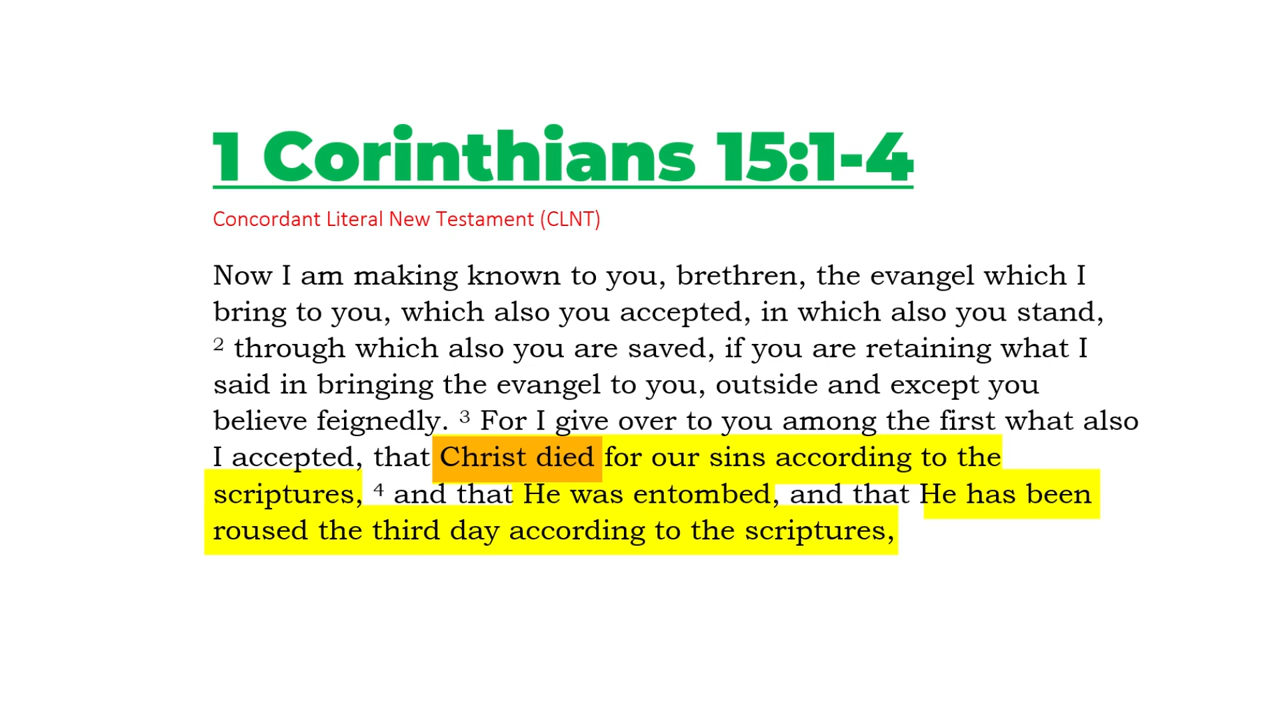 1 Corinthians 15:1-4
Concordant Literal New Testament (CLNT)
Now I am making known to you, brethren, the evangel which I
bring to you, which also you accepted, in which also you stand,
2 through which also you are saved, if you are retaining what I
said in bringing the evangel to you, outside and except you
believe feignedly. 3 For I give over to you among the first what also
I accepted, that Christ died for our sins according to the
scriptures, 4 and that He was entombed, and that He has been
roused the third day according to the scriptures,